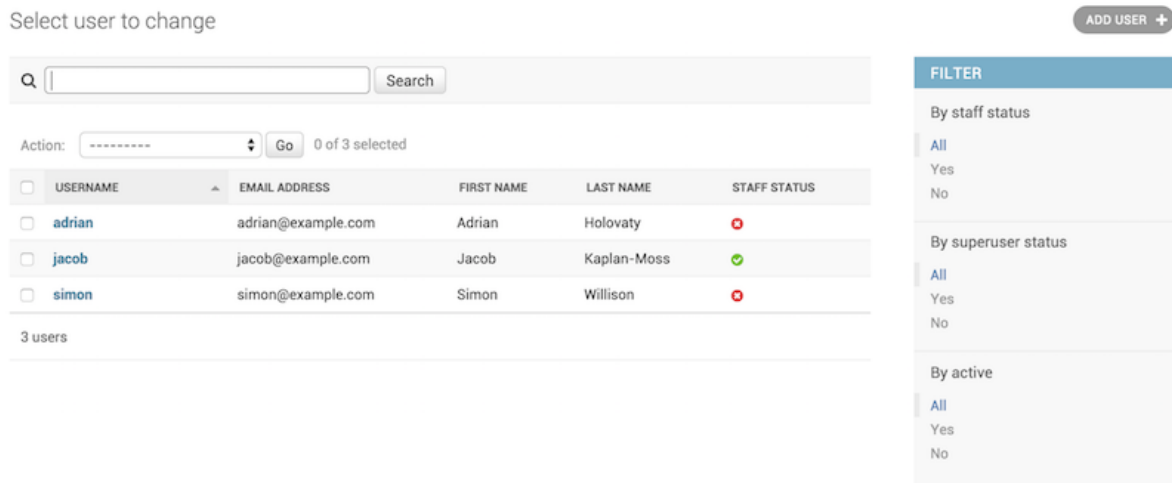 Select user to change
ADD USER +
Search
Action: --------- Go 0 of 3 selected
USERNAME EMAIL ADDRESS FIRST NAME LAST NAME STAFF STATUS
adrian adrian@example.com Adrian Holovaty
jacob jacob@example.com Jacob Kaplan-Moss
simon simon@example.com Simon Willison
3 users
FILTER
By staff status
All
Yes
No
By superuser status
All
Yes
No
By active
All
Yes
No